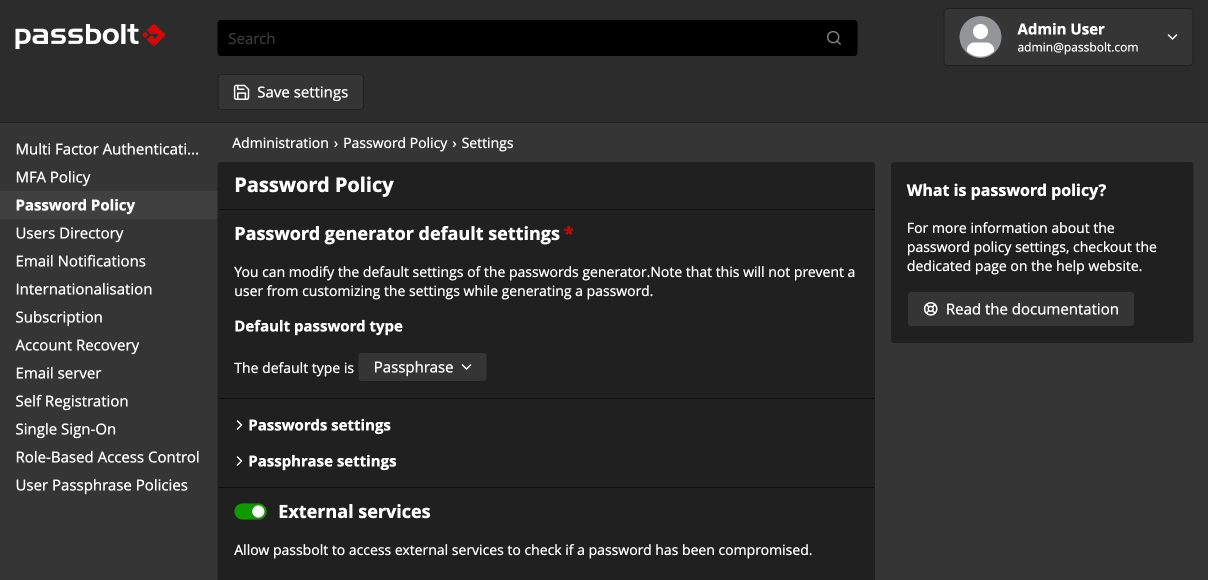 passbolt
Search
Admin User
admin@passbolt.com
Save settings
Multi Factor Authenticati...
MFA Policy
Password Policy
Users Directory
Email Notifications
Internationalisation
Subscription
Account Recovery
Email server
Self Registration
Single Sign-On
Role-Based Access Control
User Passphrase Policies
Administration › Password Policy › Settings
Password Policy
Password generator default settings *
You can modify the default settings of the passwords generator.Note that this will not prevent a
user from customizing the settings while generating a password.
Default password type
The default type is Passphrase
Passwords settings
Passphrase settings
External services
Allow passbolt to access external services to check if a password has been compromised.
What is password policy?
For more information about the
password policy settings, checkout the
dedicated page on the help website.
Read the documentation